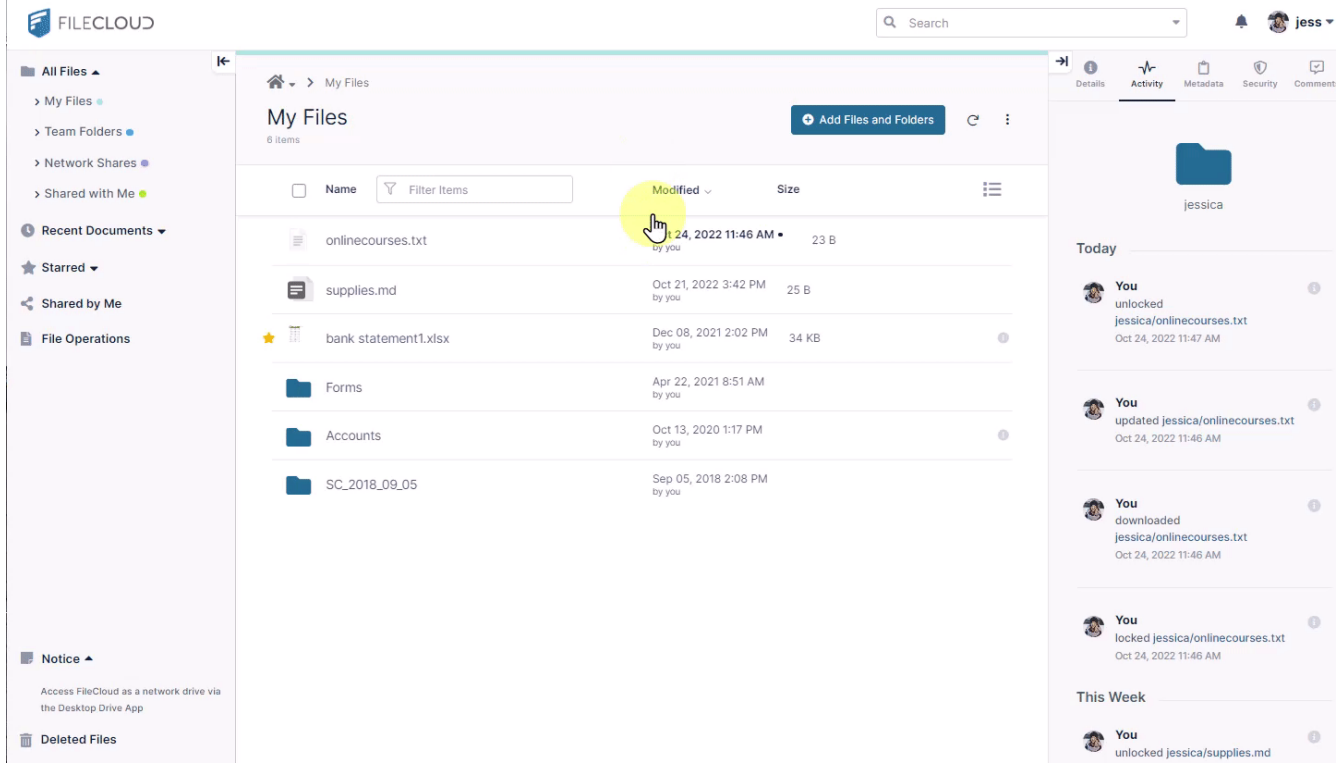 FILECLOUD
Search
jess
All Files
My Files
Team Folders
Network Shares
Shared with Me
Recent Documents
Starred
Shared by Me
File Operations
Notice
Access FileCloud as a network drive via
the Desktop Drive App
Deleted Files
My Files
My Files
6 items
Add Files and Folders
Name
Filter Items
Modified
Size
onlinecourses.txt
24, 2022 11:46 AM
by you
23 B
supplies.md
Oct 21, 2022 3:42 PM
by you
25 B
bank statement1.xlsx
Dec 08, 2021 2:02 PM
by you
34 KB
Forms
Apr 22, 2021 8:51 AM
by you
Accounts
Oct 13, 2020 1:17 PM
by you
SC_2018_09_05
Sep 05, 2018 2:08 PM
by you
Details
Activity
Metadata
Security
Comment
jessica
Today
You
unlocked
jessica/onlinecourses.txt
Oct 24, 2022 11:47 AM
You
updated jessica/onlinecourses.txt
Oct 24, 2022 11:46 AM
You
downloaded
jessica/onlinecourses.txt
Oct 24, 2022 11:46 AM
You
locked jessica/onlinecourses.txt
Oct 24, 2022 11:46 AM
This Week
You
unlocked jessica/supplies.md